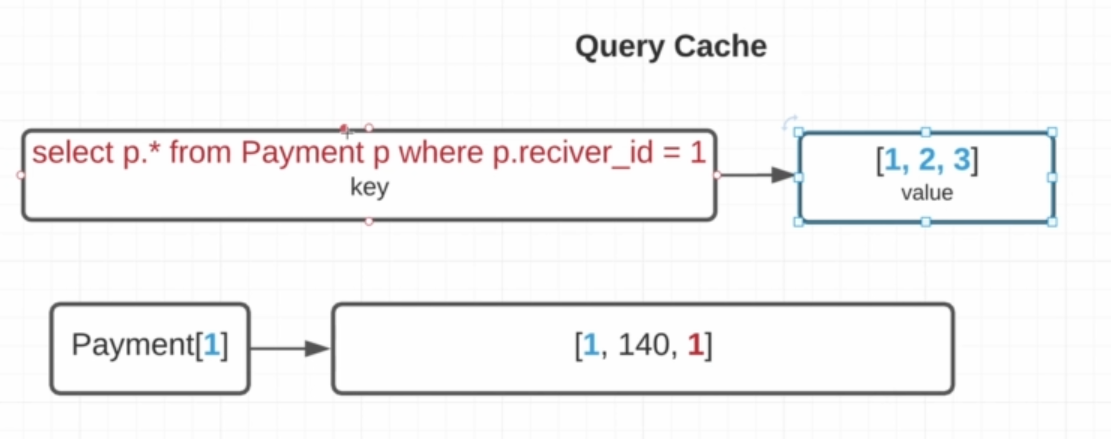 Query Cache
select p.* from Payment p where p.reciver_id = 1
key
[1, 2, 3]
value
Payment[1]
[1, 140, 1]